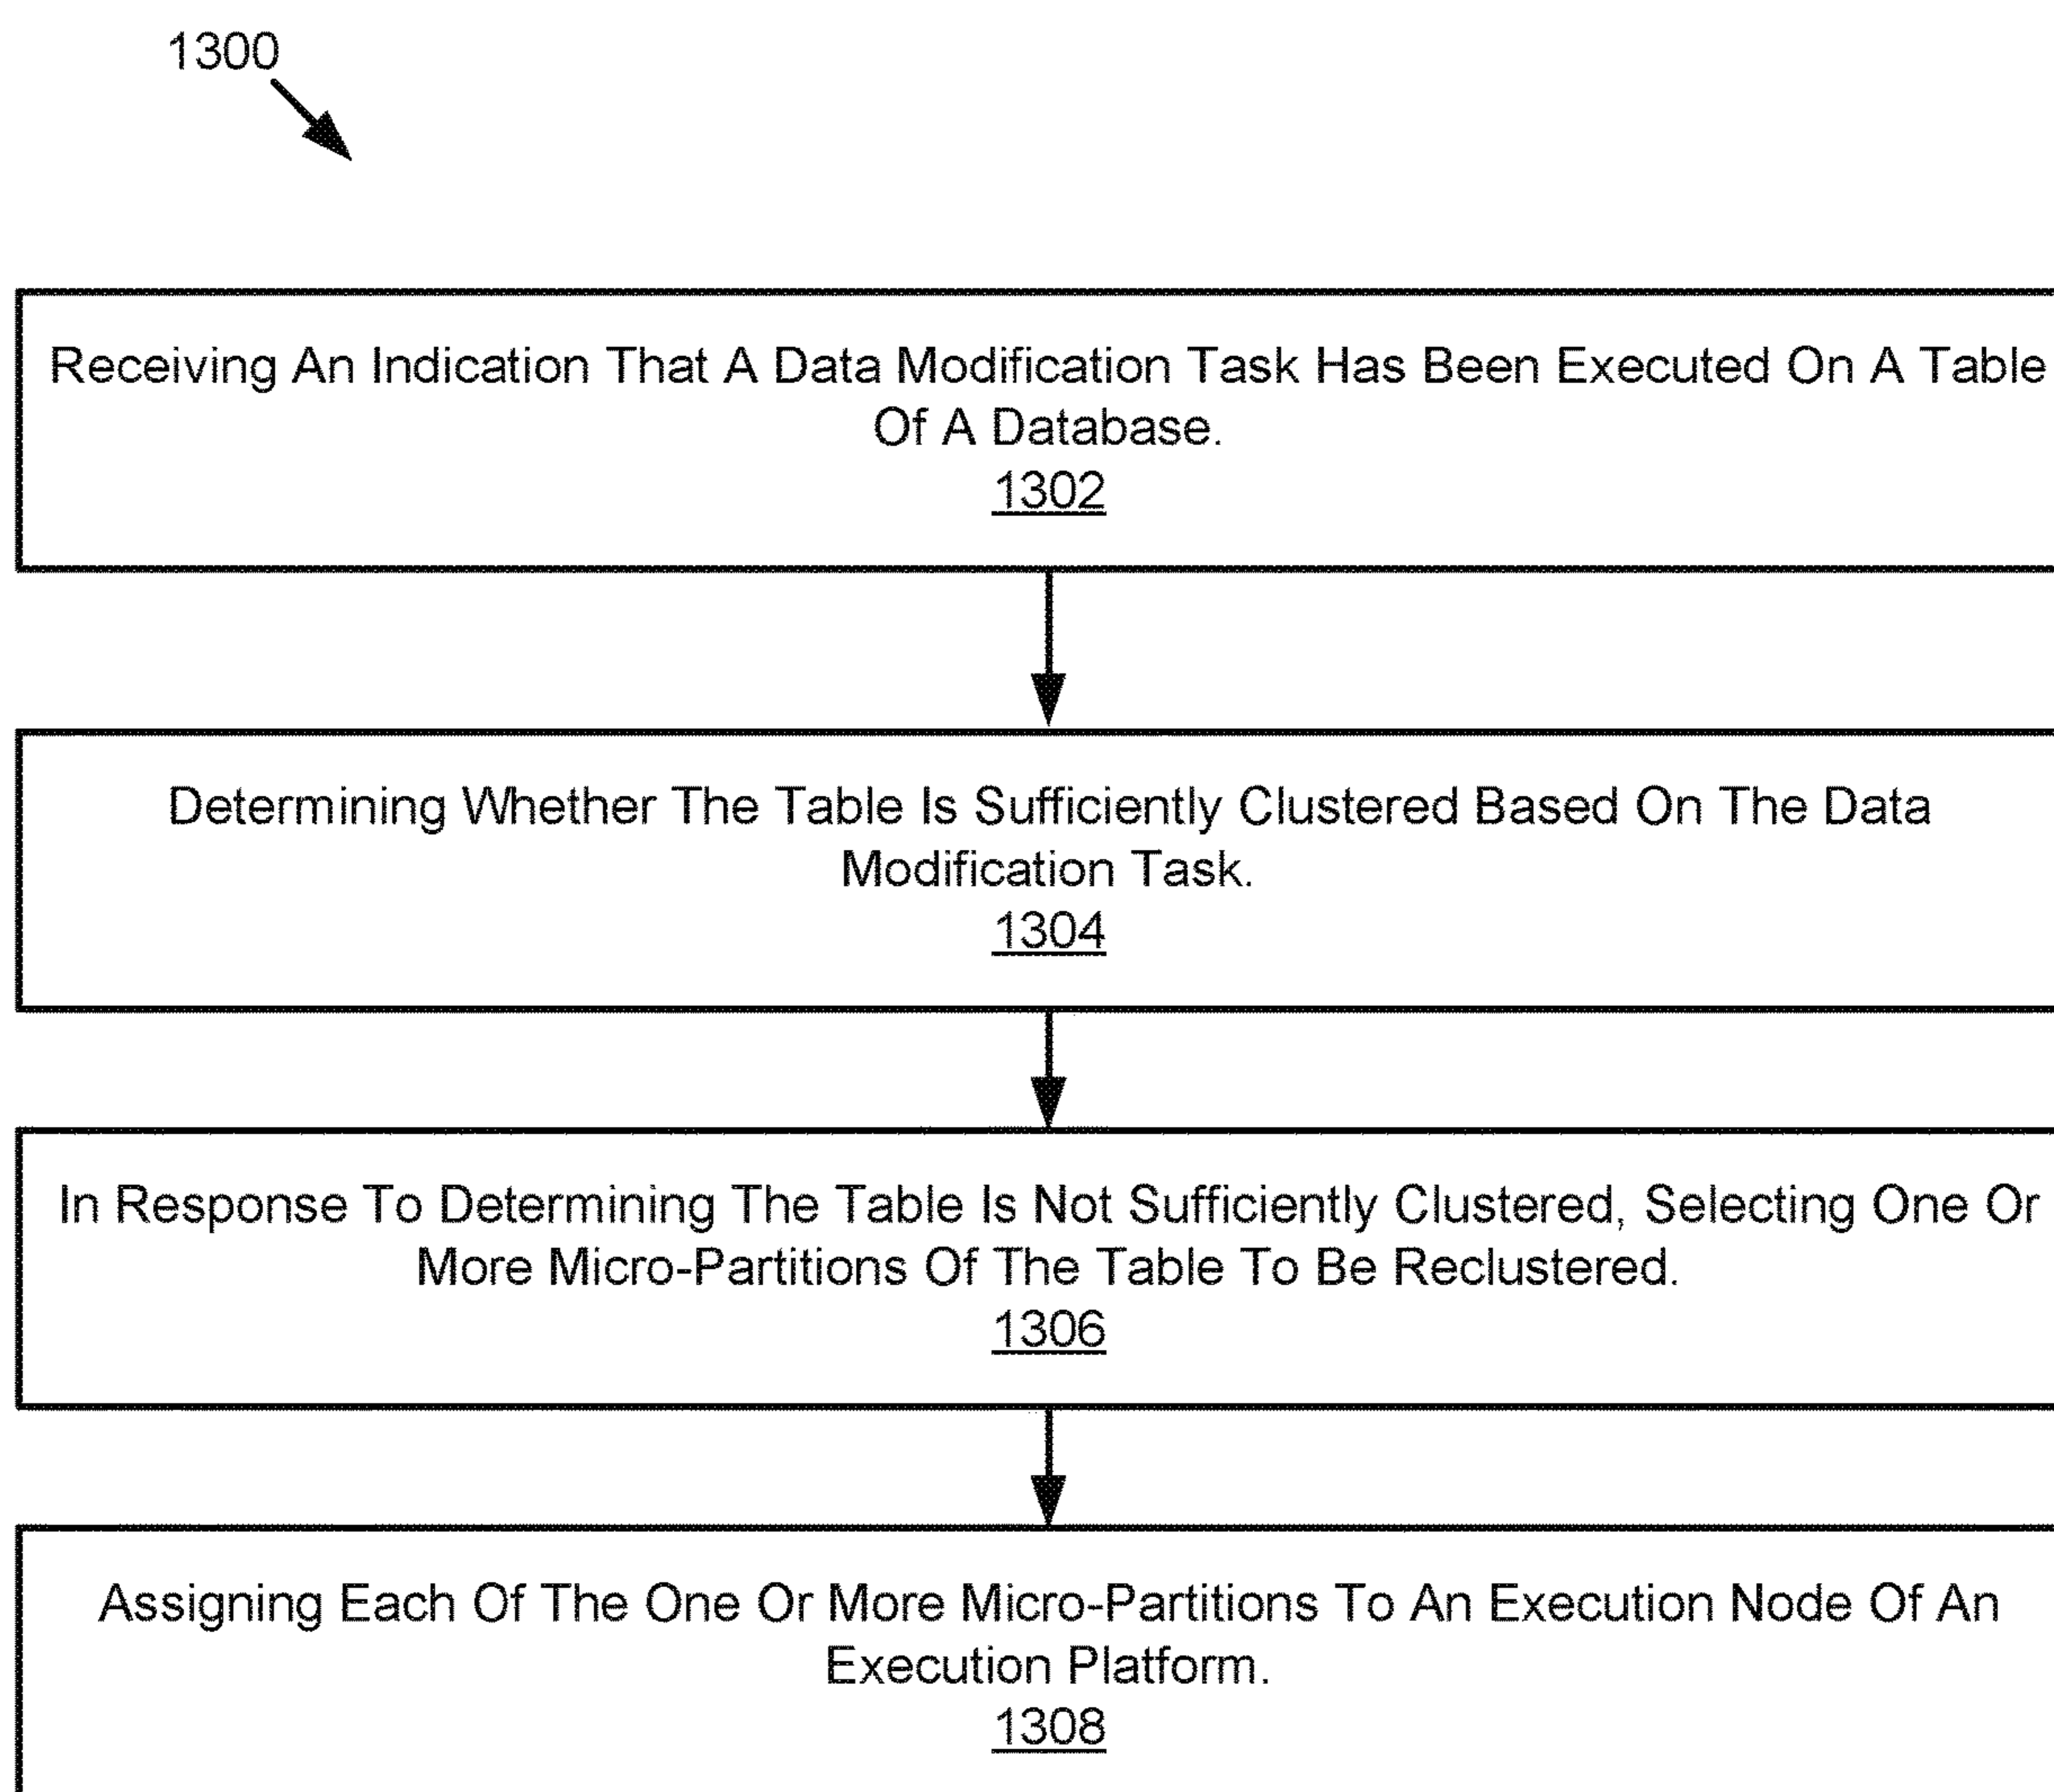 1300
Receiving An Indication That A Data Modification Task Has Been Executed On A Table
Of A Database.
1302
Determining Whether The Table Is Sufficiently Clustered Based On The Data
Modification Task.
1304
In Response To Determining The Table Is Not Sufficiently Clustered, Selecting One Or
More Micro-Partitions Of The Table To Be Reclustered.
1306
Assigning Each Of The One Or More Micro-Partitions To An Execution Node Of An
Execution Platform.
1308